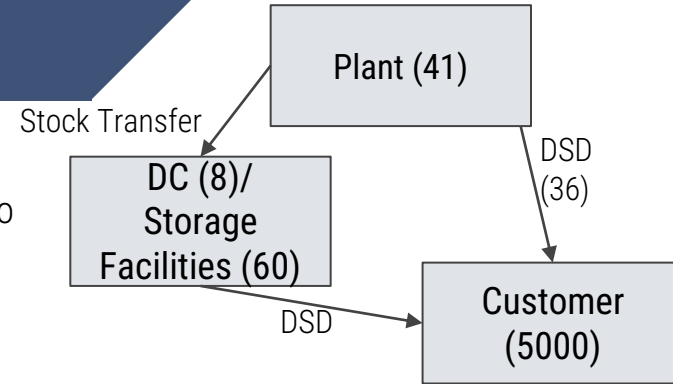 Plant (41)
Stock Transfer
DSD
(36)
DC (8)/
Storage
Facilities (60)
o
Customer
(5000)
DSD